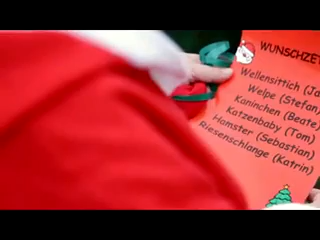 WUNSCHZET
Wellensittich (Ja
Welpe (Stefan)
Kaninchen (Beate)
Katzenbaby (Tom)
Hamster (Sebastian)
Riesenschlange (Katrin)